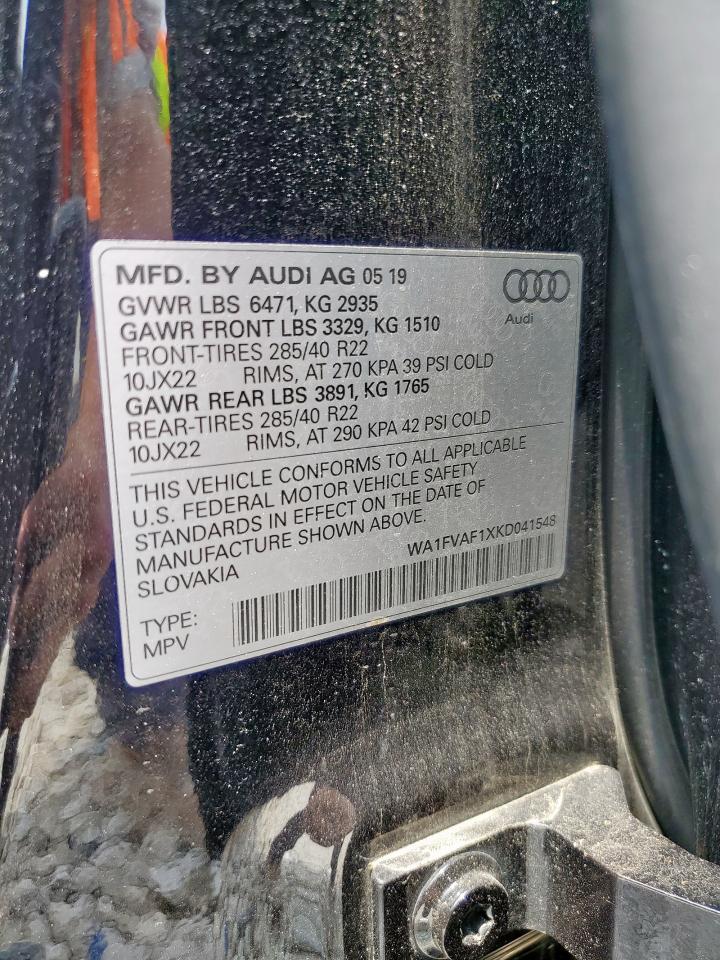 MFD. BY AUDI AG 05 19
GVWR LBS 6471, KG 2935
GAWR FRONT LBS 3329, KG 1510
FRONT-TIRES 285/40 R22
10JX22 RIMS, AT 270 KPA 39 PSI COLD
GAWR REAR LBS 3891, KG 1765
REAR-TIRES 285/40 R22
10JX22 RIMS, AT 290 KPA 42 PSI COLD
Audi
THIS VEHICLE CONFORMS TO ALL APPLICABLE
U.S. FEDERAL MOTOR VEHICLE SAFETY
STANDARDS IN EFFECT ON THE DATE OF
MANUFACTURE SHOWN ABOVE.
SLOVAKIA
WA1FVAF1XKD041548
TYPE:
MPV